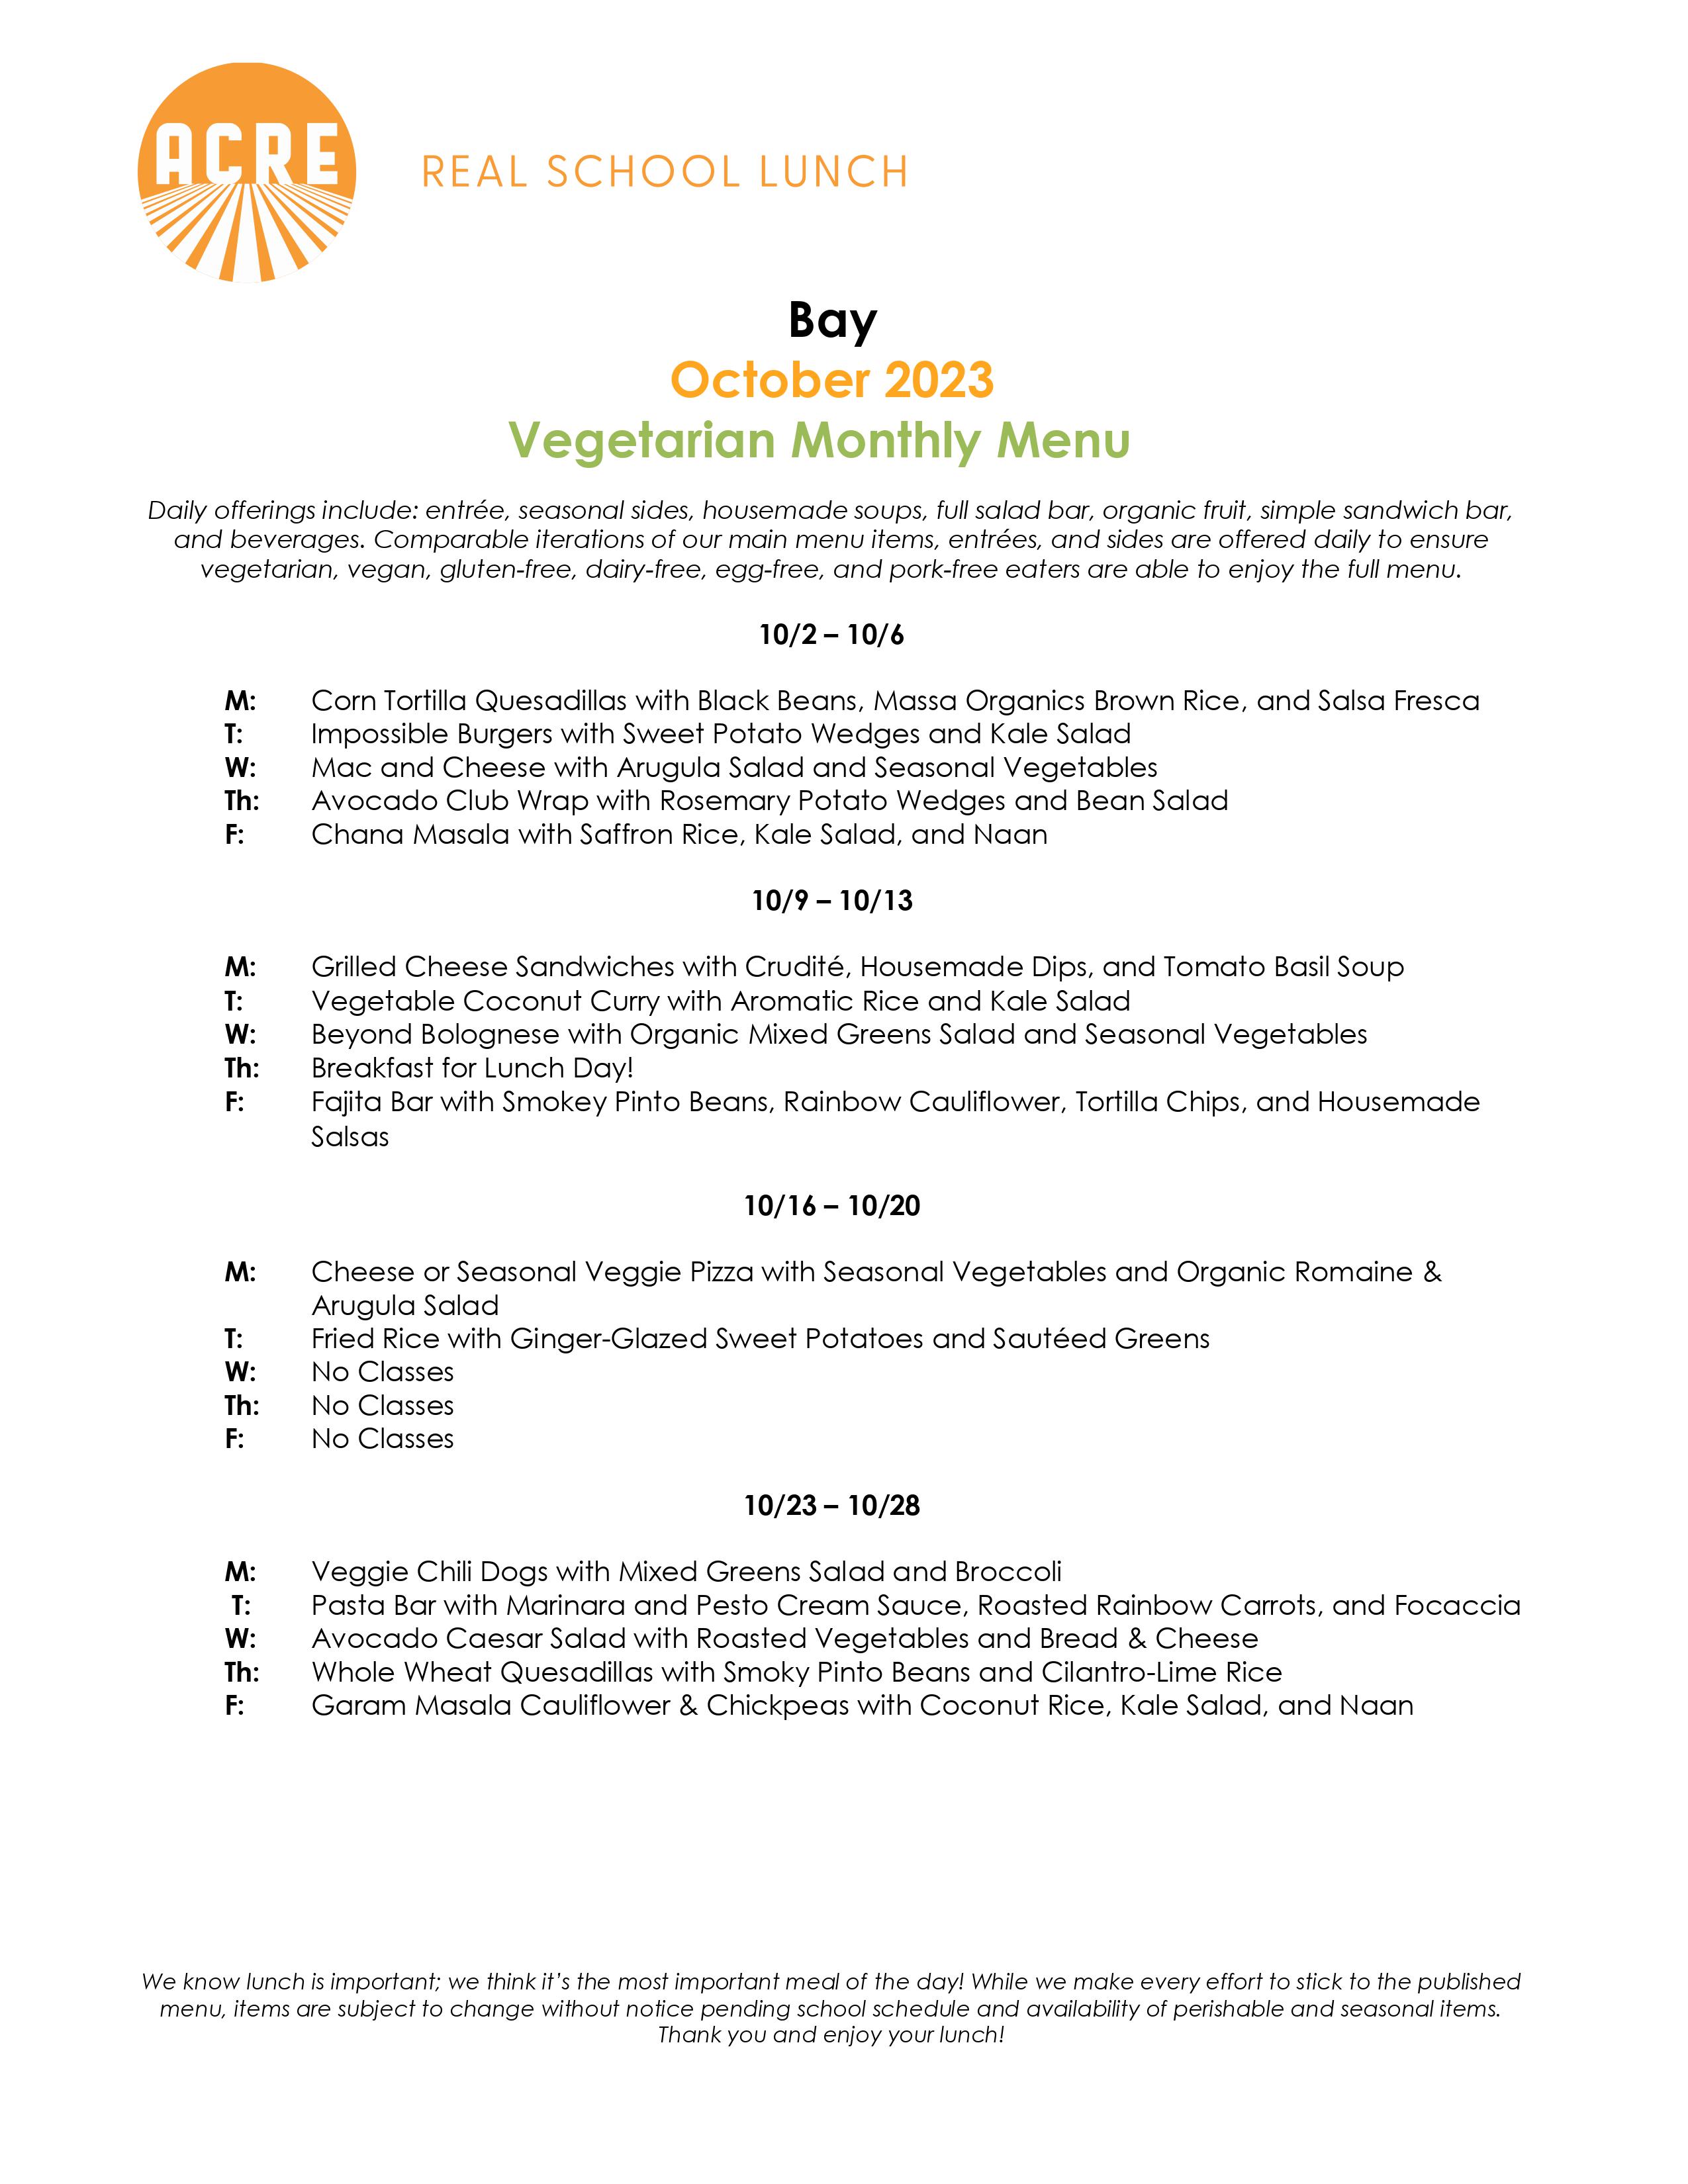 ACRE
REAL SCHOOL LUNCH
Bay
October 2023
Vegetarian Monthly Menu
Daily offerings include: entrée, seasonal sides, housemade soups, full salad bar, organic fruit, simple sandwich bar,
and beverages. Comparable iterations of our main menu items, entrées, and sides are offered daily to ensure
vegetarian, vegan, gluten-free, dairy-free, egg-free, and pork-free eaters are able to enjoy the full menu.
10/2 – 10/6
M: Corn Tortilla Quesadillas with Black Beans, Massa Organics Brown Rice, and Salsa Fresca
T: Impossible Burgers with Sweet Potato Wedges and Kale Salad
W: Mac and Cheese with Arugula Salad and Seasonal Vegetables
Th: Avocado Club Wrap with Rosemary Potato Wedges and Bean Salad
F: Chana Masala with Saffron Rice, Kale Salad, and Naan
10/9 – 10/13
M: Grilled Cheese Sandwiches with Crudité, Housemade Dips, and Tomato Basil Soup
T: Vegetable Coconut Curry with Aromatic Rice and Kale Salad
W: Beyond Bolognese with Organic Mixed Greens Salad and Seasonal Vegetables
Th: Breakfast for Lunch Day!
F: Fajita Bar with Smokey Pinto Beans, Rainbow Cauliflower, Tortilla Chips, and Housemade
Salsas
10/16 – 10/20
M: Cheese or Seasonal Veggie Pizza with Seasonal Vegetables and Organic Romaine &
Arugula Salad
T: Fried Rice with Ginger-Glazed Sweet Potatoes and Sautéed Greens
W: No Classes
Th: No Classes
F: No Classes
10/23 – 10/28
M: Veggie Chili Dogs with Mixed Greens Salad and Broccoli
T: Pasta Bar with Marinara and Pesto Cream Sauce, Roasted Rainbow Carrots, and Focaccia
W: Avocado Caesar Salad with Roasted Vegetables and Bread & Cheese
Th: Whole Wheat Quesadillas with Smoky Pinto Beans and Cilantro-Lime Rice
F: Garam Masala Cauliflower & Chickpeas with Coconut Rice, Kale Salad, and Naan
We know lunch is important; we think it's the most important meal of the day! While we make every effort to stick to the published
menu, items are subject to change without notice pending school schedule and availability of perishable and seasonal items.
Thank you and enjoy your lunch!